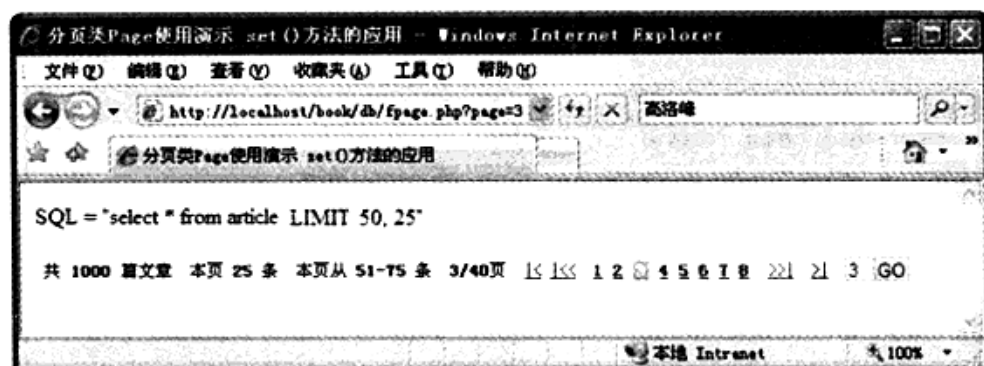 分页类Page使用演示 set()方法的应用 - Windows Internet Explorer
文件(F) 编辑(E) 查看(V) 收藏夹(A) 工具(T) 帮助(H)
http://localhost/book/db/fpage.php?page=3 高洛峰
分页类Page使用演示 set()方法的应用
SQL = "select * from article LIMIT 50, 25"
共 1000 篇文章 本页 25 条 本页从 51-75 条 3/40页 |< |<< 1 2 3 4 5 6 7 8 >>| >| 3 GO
本地 Intranet 100%